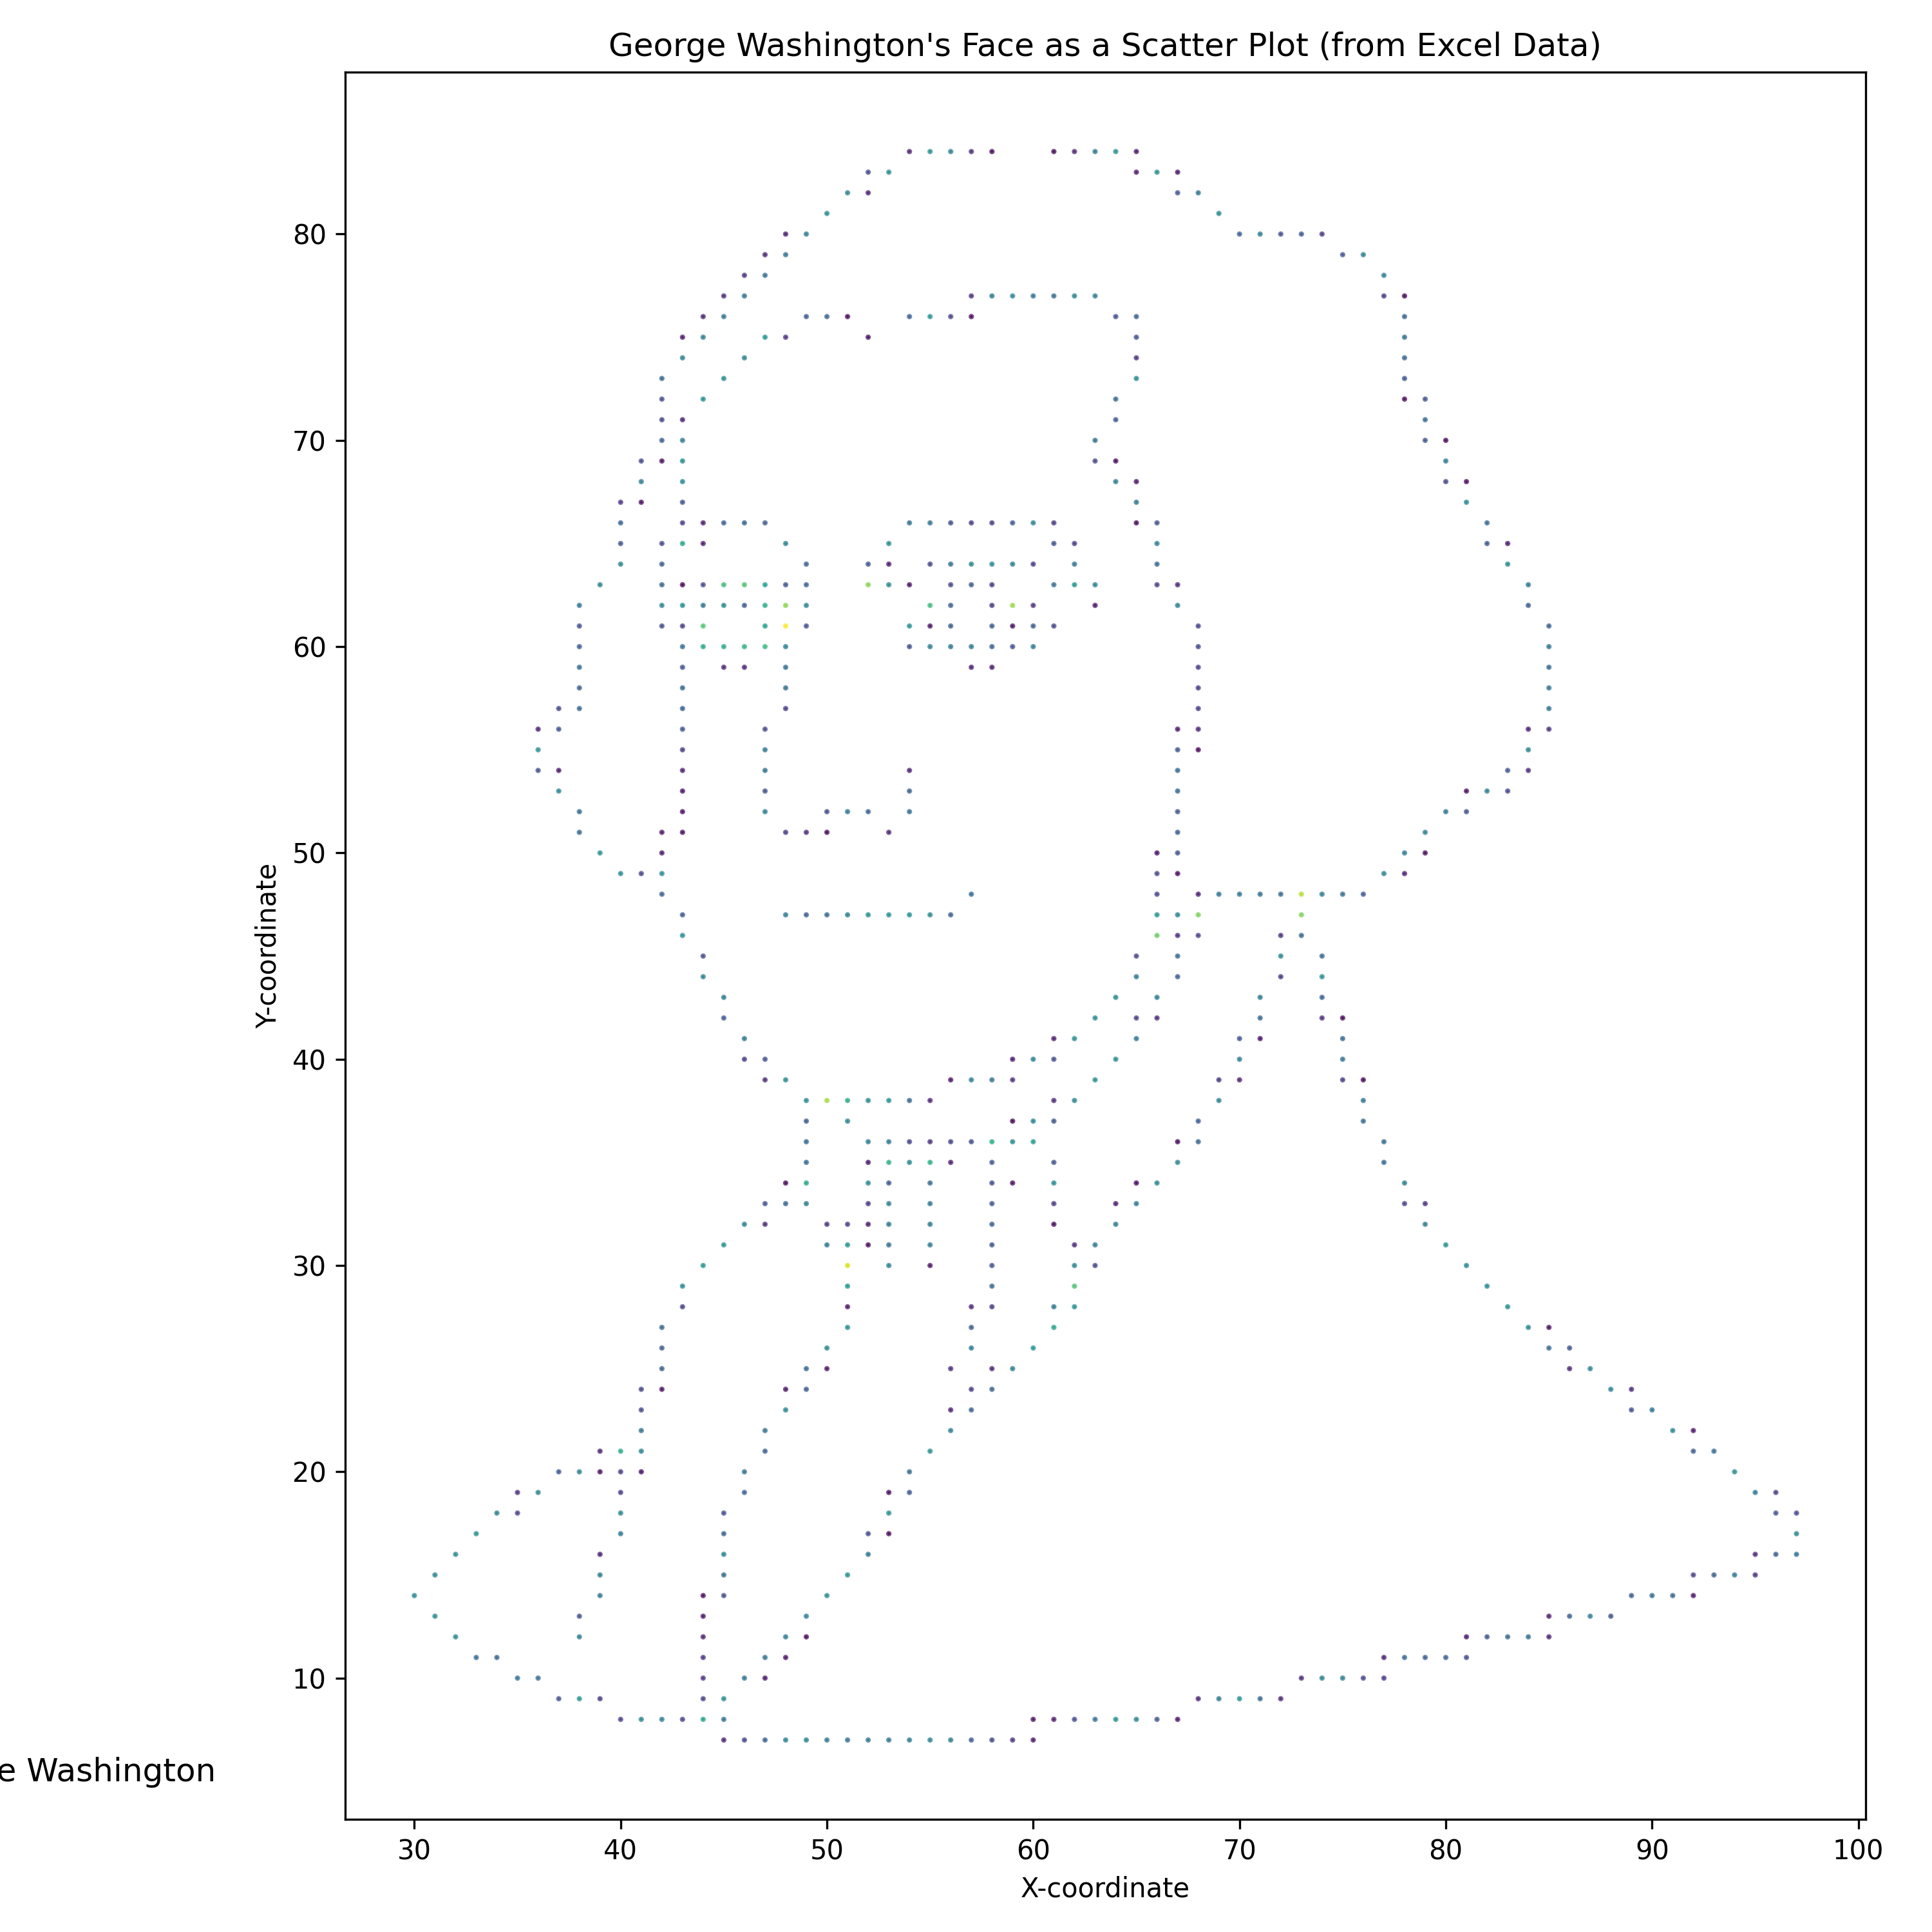 George Washington's Face as a Scatter Plot (from Excel Data)
80
70
60
50
40
30
20
10
Y-coordinate
e Washington
30 40 50 60 70 80 90 100
X-coordinate